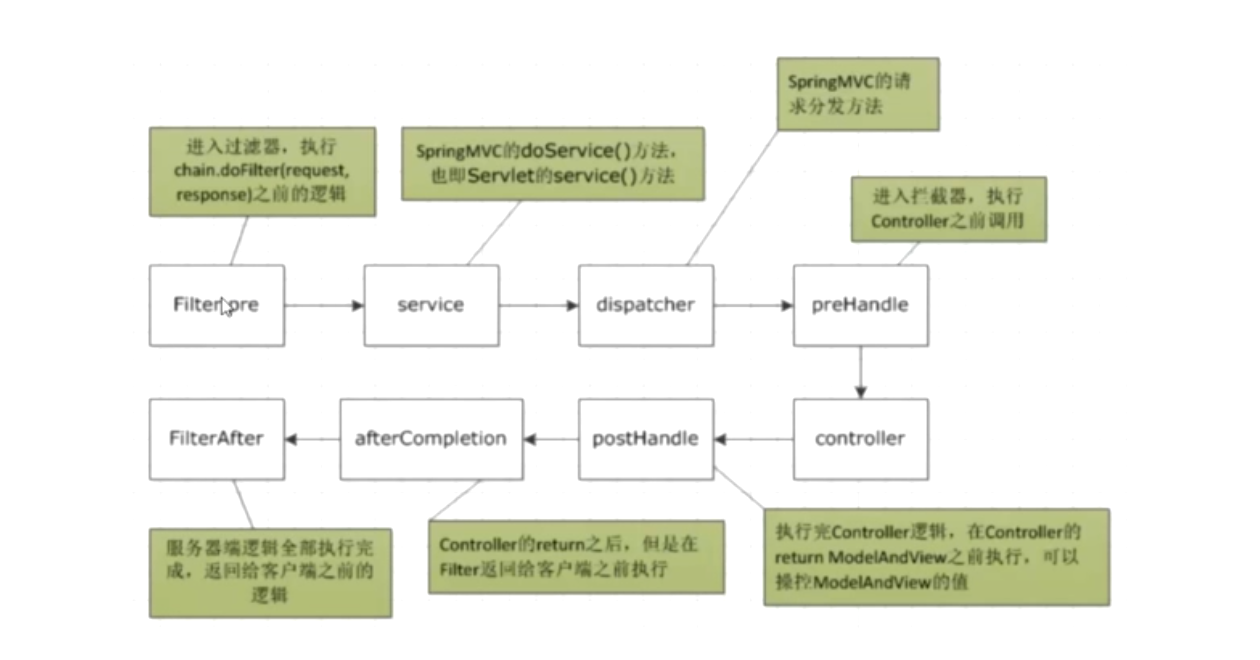 SpringMVC的请
求分发方法
进入过滤器，执行
chain.doFilter(request,
response)之前的逻辑
SpringMVC的doService()方法，
也即Servlet的service()方法
进入拦截器，执行
Controller之前调用
Filter pre
service
dispatcher
preHandle
FilterAfter
afterCompletion
postHandle
controller
服务器端逻辑全部执行完
成，返回给客户端之前的
逻辑
Controller的return之后，但是在
Filter返回给客户端之前执行
执行完Controller逻辑，在Controller的
return ModelAndView之前执行，可以
操控ModelAndView的值